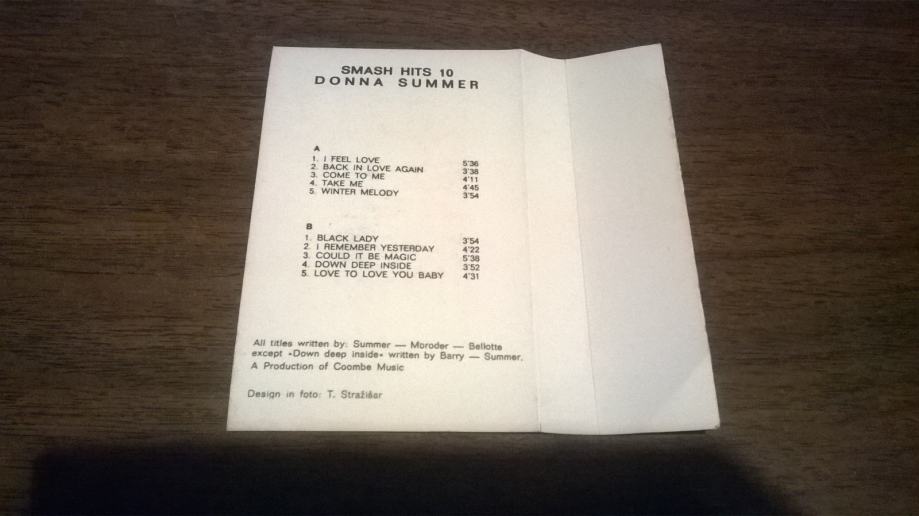 SMASH HITS 10
DONNA SUMMER
A
1. I FEEL LOVE 5'36
2. BACK IN LOVE AGAIN 3'38
3. COME TO ME 4'11
4. TAKE ME 4'45
5. WINTER MELODY 3'54
B
1. BLACK LADY 3'54
2. I REMEMBER YESTERDAY 4'22
3. COULD IT BE MAGIC 5'38
4. DOWN DEEP INSIDE 3'52
5. LOVE TO LOVE YOU BABY 4'31
All titles written by: Summer — Moroder — Bellotte
except »Down deep inside« written by Barry — Summer.
A Production of Coombe Music
Design in foto: T. Stražišar